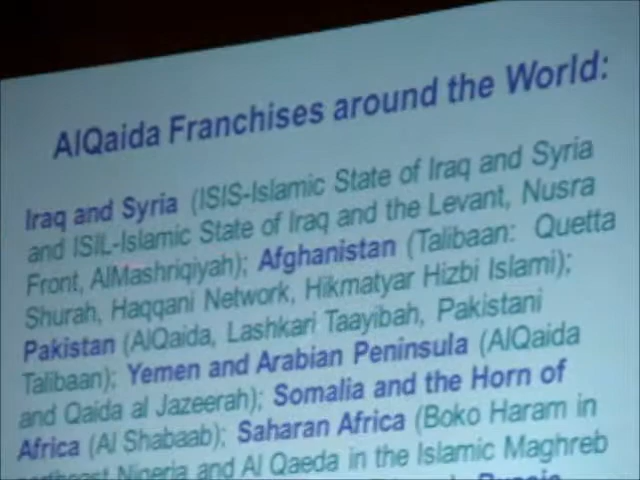 AlQaida Franchises around the World:
Iraq and Syria (ISIS-Islamic State of Iraq and Syria
and ISIL-Islamic State of Iraq and the Levant, Nusra
Front, AlMashriqiyah); Afghanistan (Talibaan: Quetta
Shurah, Haqqani Network, Hikmatyar Hizbi Islami);
Pakistan (AlQaida, Lashkari Taayibah, Pakistani
Talibaan); Yemen and Arabian Peninsula (AlQaida
and Qaida al Jazeerah); Somalia and the Horn of
Africa (Al Shabaab); Saharan Africa (Boko Haram in
northeast Nigeria and Al Qaeda in the Islamic Maghreb
Russia